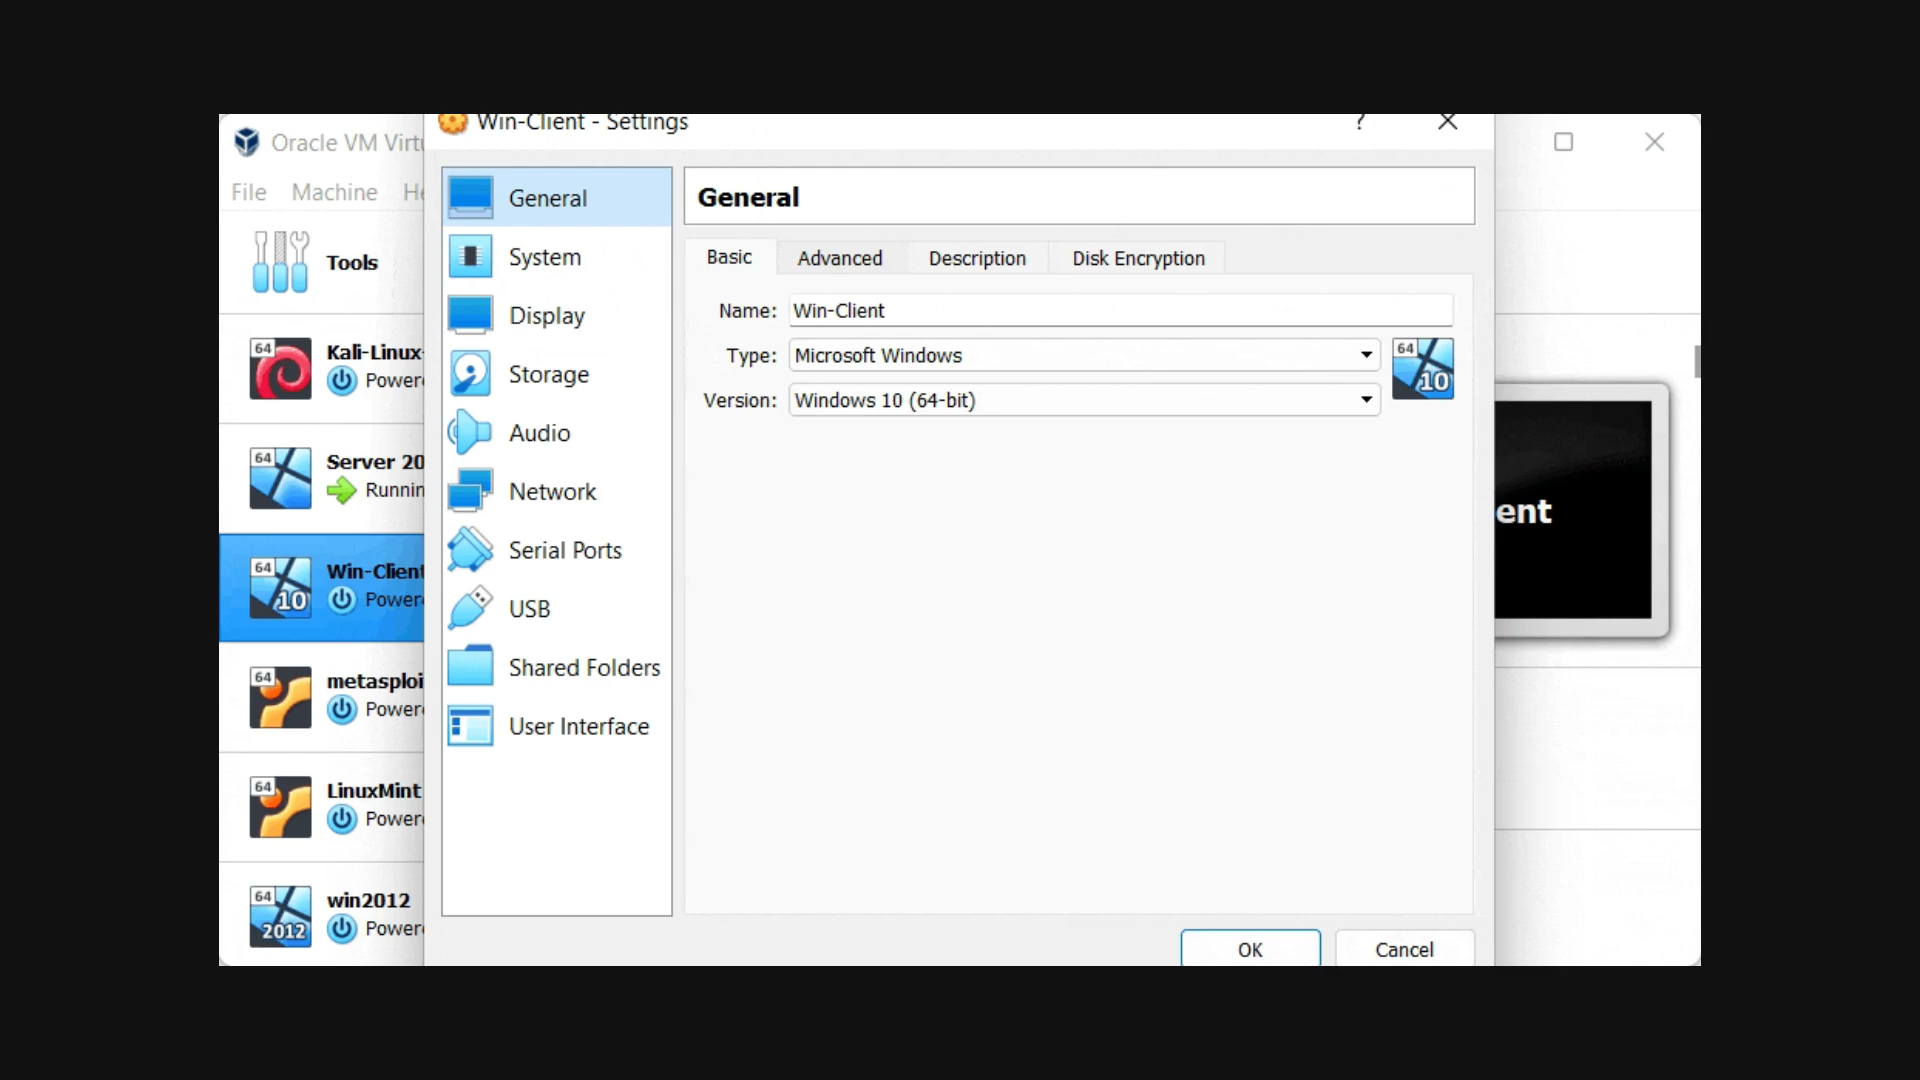 Win-Client - Settings
?
Oracle VM
File Machine
Tools
64
Kali-Linux-
64
Server 20
64
10
Win-Client
64
64
LinuxMint
64
2012
win2012
General
System
Display
Storage
Audio
Network
Serial Ports
USB
Shared Folders
User Interface
General
Basic Advanced Description Disk Encryption
Name: Win-Client
Type: Microsoft Windows
Version: Windows 10 (64-bit)
64
10
ent
OK Cancel